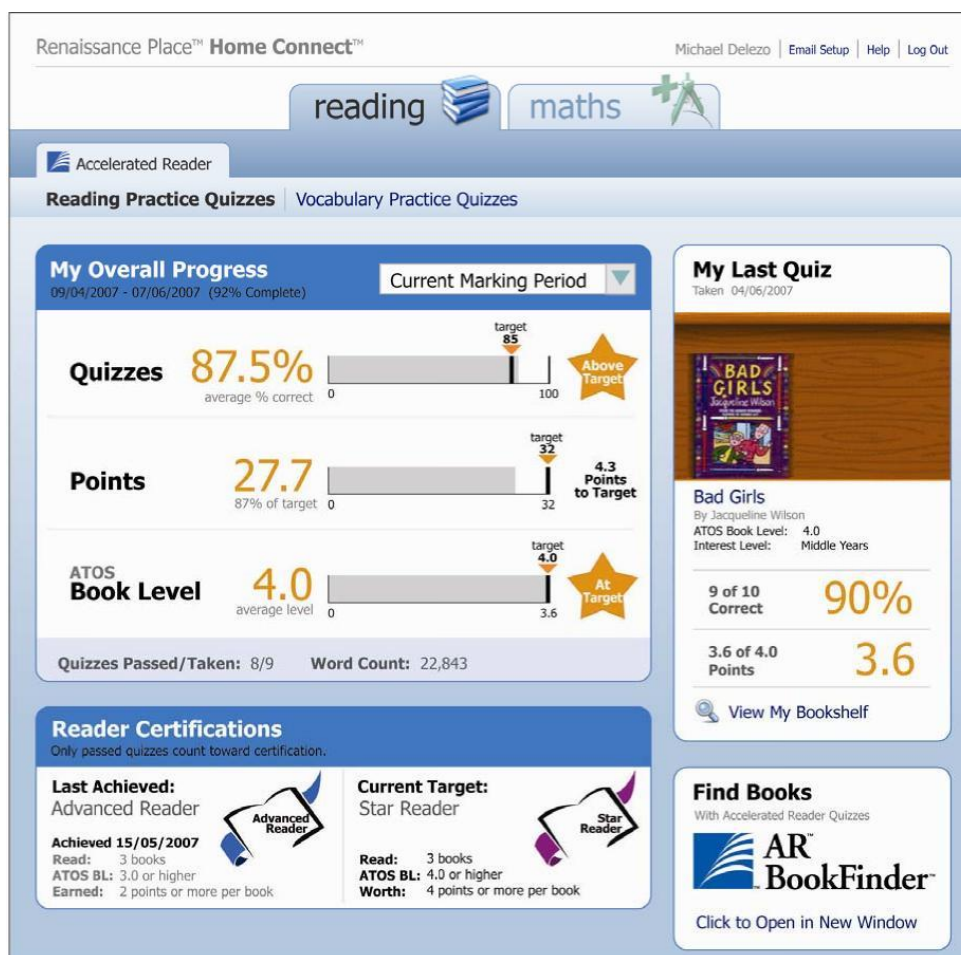 Renaissance Place™ Home Connect™
Michael Delezo | Email Setup | Help | Log Out
reading
maths
Accelerated Reader
Reading Practice Quizzes | Vocabulary Practice Quizzes
My Overall Progress
09/04/2007 - 07/06/2007 (92% Complete)
Current Marking Period
Quizzes
87.5%
average % correct
target
85
0
100
Above
Target
Points
27.7
87% of target
target
32
0
32
4.3
Points
to Target
ATOS
Book Level
4.0
average level
target
4.0
0
3.6
At
Target
Quizzes Passed/Taken: 8/9 Word Count: 22,843
Reader Certifications
Only passed quizzes count toward certification.
Last Achieved:
Advanced Reader
Achieved 15/05/2007
Read: 3 books
ATOS BL: 3.0 or higher
Earned: 2 points or more per book
Advanced
Reader
Current Target:
Star Reader
Read: 3 books
ATOS BL: 4.0 or higher
Worth: 4 points or more per book
Star
Reader
My Last Quiz
Taken 04/06/2007
BAD
GIRLS
Jacqueline Wilson
Bad Girls
By Jacqueline Wilson
ATOS Book Level: 4.0
Interest Level: Middle Years
9 of 10
Correct
90%
3.6 of 4.0
Points
3.6
View My Bookshelf
Find Books
With Accelerated Reader Quizzes
AR™
BookFinder™
Click to Open in New Window